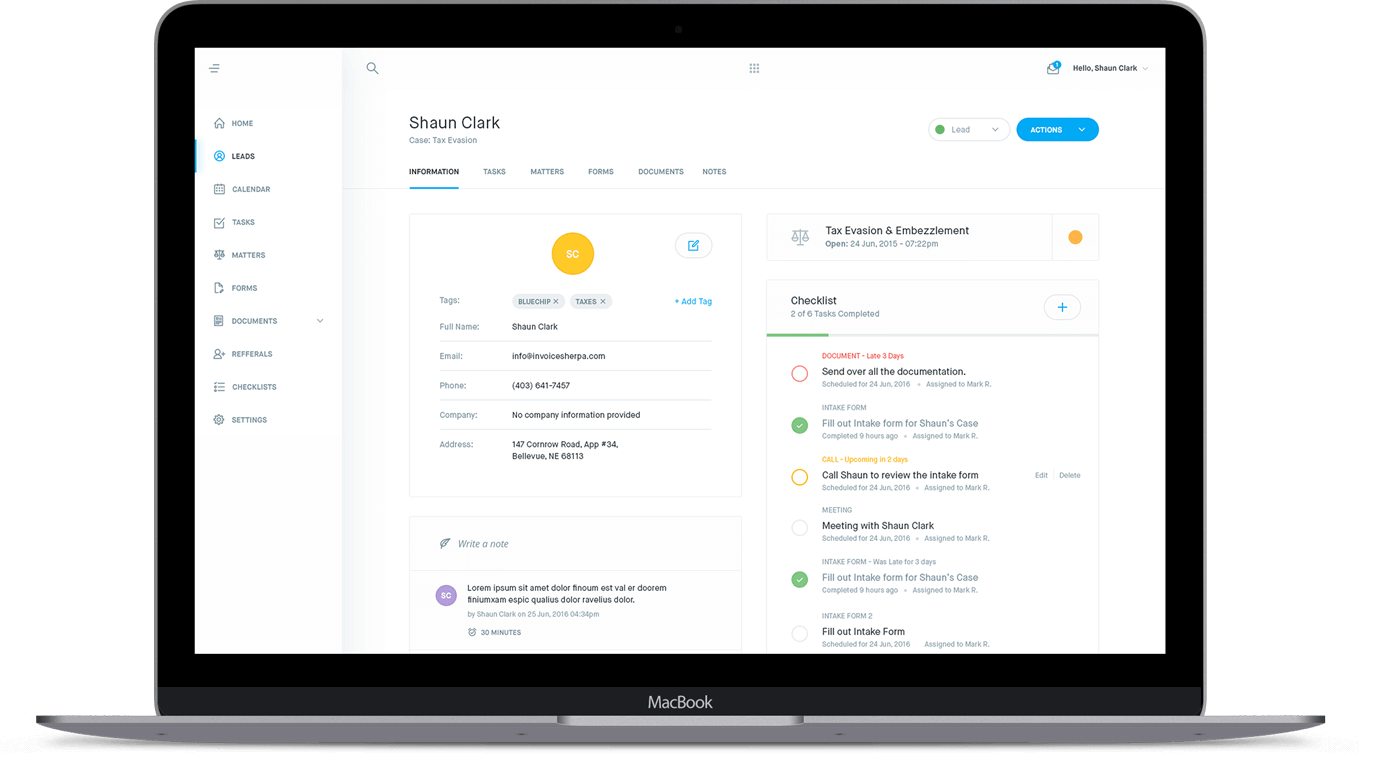 1
Hello, Shaun Clark
HOME
LEADS
CALENDAR
TASKS
MATTERS
FORMS
DOCUMENTS
REFFERALS
CHECKLISTS
SETTINGS
Shaun Clark
Case: Tax Evasion
Lead
ACTIONS
INFORMATION
TASKS
MATTERS
FORMS
DOCUMENTS
NOTES
SC
Tags:
BLUECHIP ✕
TAXES ✕
+ Add Tag
Full Name:
Shaun Clark
Email:
info@invoicesherpa.com
Phone:
(403) 641-7457
Company:
No company information provided
Address:
147 Cornrow Road, App #34,
Bellevue, NE 68113
Write a note
SC
Lorem ipsum sit amet dolor finoum est val er doorem
finiumxam espic qualius dolor ravelius dolor.
by Shaun Clark on 25 Jun, 2016 04:34pm
30 MINUTES
Tax Evasion & Embezzlement
Open: 24 Jun, 2015 - 07:22pm
Checklist
2 of 6 Tasks Completed
DOCUMENT - Late 3 Days
Send over all the documentation.
Scheduled for 24 Jun, 2016 • Assigned to Mark R.
INTAKE FORM
Fill out Intake form for Shaun's Case
Completed 9 hours ago • Assigned to Mark R.
CALL - Upcoming in 2 days
Call Shaun to review the intake form
Edit
Delete
Scheduled for 24 Jun, 2016 • Assigned to Mark R.
MEETING
Meeting with Shaun Clark
Scheduled for 24 Jun, 2016 • Assigned to Mark R.
INTAKE FORM - Was Late for 3 days
Fill out Intake form for Shaun's Case
Completed 9 hours ago • Assigned to Mark R.
INTAKE FORM 2
Fill out Intake Form
Scheduled for 24 Jun, 2016 Assigned to Mark R.
MacBook